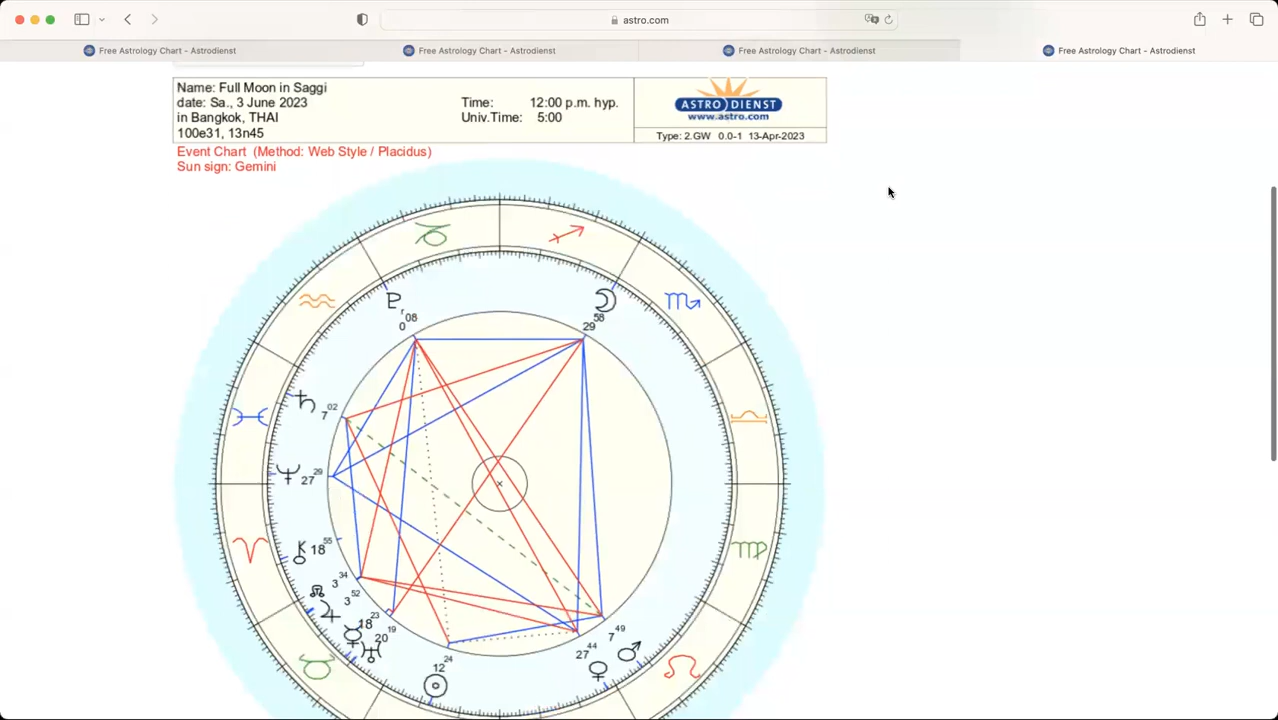 astro.com
Free Astrology Chart - Astrodienst
Free Astrology Chart - Astrodienst
Free Astrology Chart - Astrodienst
Free Astrology Chart - Astrodienst
Name: Full Moon in Saggi
date: Sa., 3 June 2023
in Bangkok, THAI
100e31, 13n45
Time: 12:00 p.m. hyp.
Univ.Time: 5:00
ASTRO DIENST
www.astro.com
Type: 2.GW 0.0-1 13-Apr-2023
Event Chart (Method: Web Style / Placidus)
Sun sign: Gemini
r
0 08
29 58
7 02
27 29
18 55
3 34
3 52
18 23
20 19
12 24
27 44
7 49